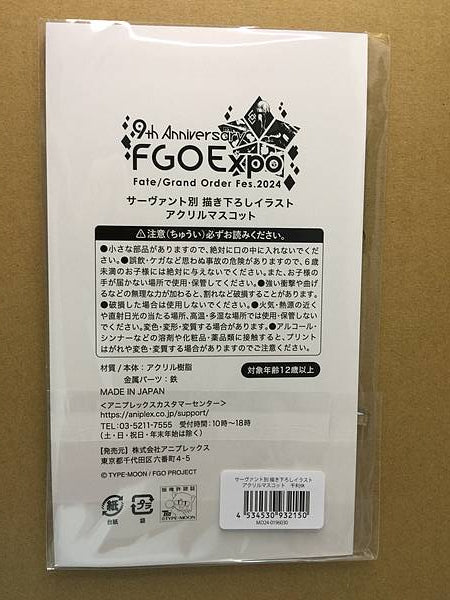 9th Anniversary
FGO Expo
Fate/Grand Order Fes.2024
サーヴァント別 描き下ろしイラスト
アクリルマスコット
⚠注意(ちゅうい)必ずお読みください。
●小さな部品がありますので、絶対に口の中に入れないでくだ
さい。●誤飲・ケガなど思わぬ事故の危険がありますので、6歳
未満のお子様には絶対に与えないでください。また、お子様の
手が届かない場所で使用・保管してください。●強い衝撃や曲げ
るなどの無理な力が加わると、割れなど破損することがあります。
●破損した場合は使用しないでください。●火気・熱源の近く
や直射日光の当たる場所、高温・多湿な場所では使用・保管しない
でください。変色・変形・変質する場合があります。●アルコール・
シンナーなどの溶剤や化粧品・薬品類に接触すると、プリント
はがれや変色・変質する場合がありますのでご注意ください。
材質/本体:アクリル樹脂
金属パーツ:鉄
対象年齢12歳以上
MADE IN JAPAN
<アニプレックスカスタマーセンター>
https://aniplex.co.jp/support/
TEL:03-5211-7555 受付時間:10時~18時
(土・日・祝日・年末年始は除く)
【発売元】株式会社アニプレックス
東京都千代田区六番町4-5
© TYPE-MOON / FGO PROJECT
紙
台紙
プラ
袋
版権許諾証
©TYPE-MOON
サーヴァント別 描き下ろしイラスト
アクリルマスコット 千利休
4 534530 932150
MO24-0196030